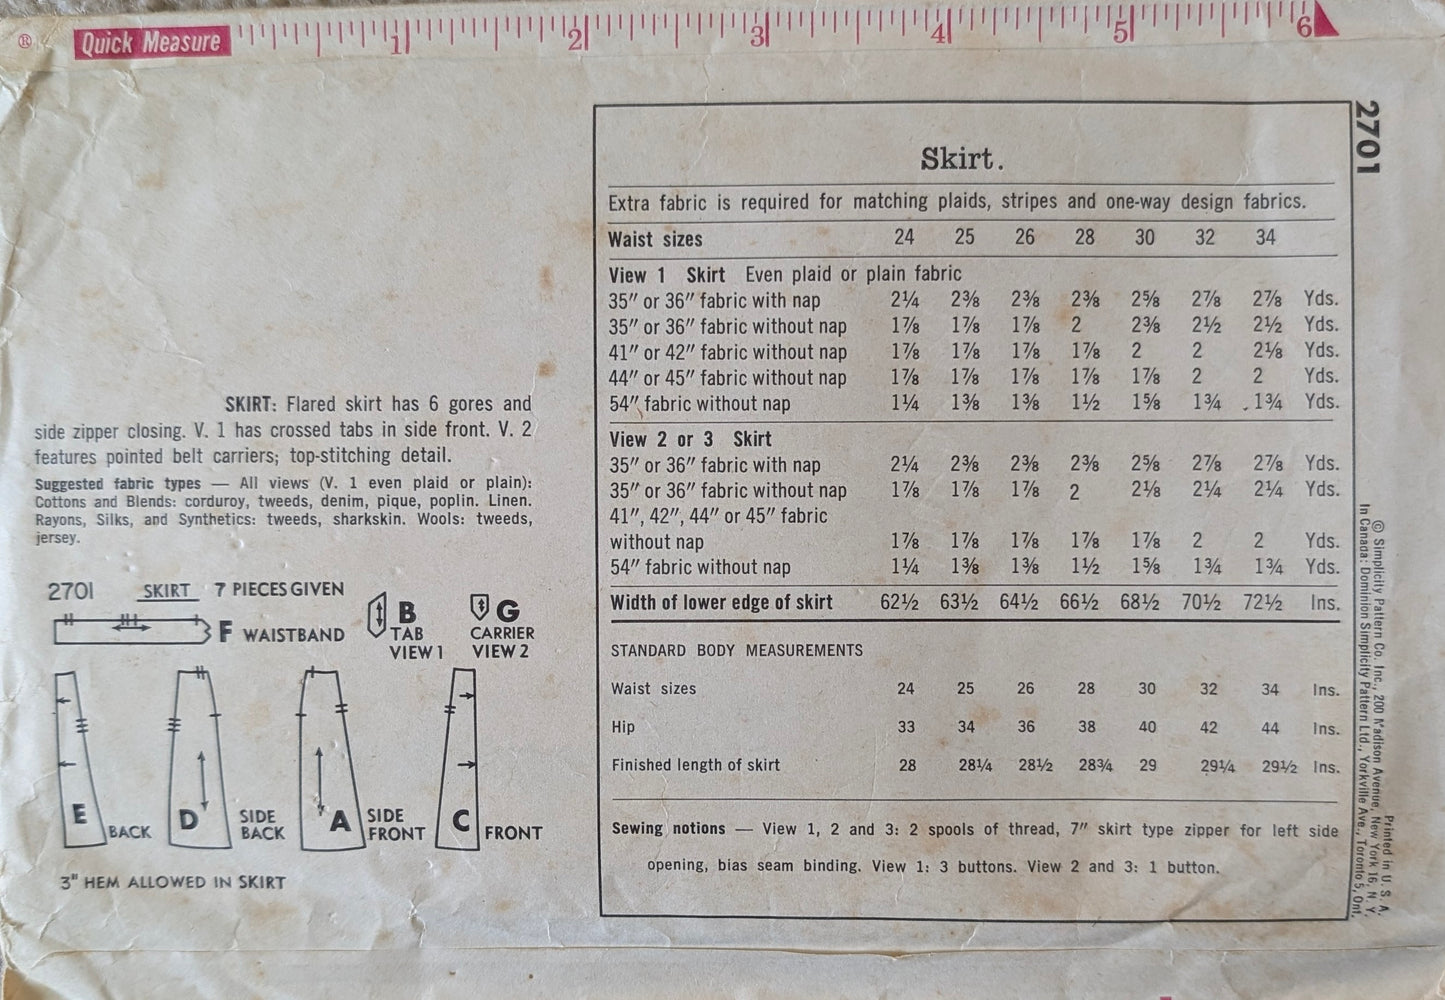 ® Quick Measure 1 2 3 4 5 6
SKIRT: Flared skirt has 6 gores and
side zipper closing. V. 1 has crossed tabs in side front. V. 2
features pointed belt carriers; top-stitching detail.
Suggested fabric types — All views (V. 1 even plaid or plain):
Cottons and Blends: corduroy, tweeds, denim, pique, poplin. Linen.
Rayons, Silks, and Synthetics: tweeds, sharkskin. Wools: tweeds,
jersey.
2701 SKIRT 7 PIECES GIVEN
F WAISTBAND
B
TAB
VIEW 1
G
CARRIER
VIEW 2
E BACK
D SIDE
BACK
A SIDE
FRONT
C FRONT
3" HEM ALLOWED IN SKIRT
Skirt.
Extra fabric is required for matching plaids, stripes and one-way design fabrics.
Waist sizes 24 25 26 28 30 32 34
View 1 Skirt Even plaid or plain fabric
35" or 36" fabric with nap 2¼ 2⅜ 2⅜ 2⅜ 2⅝ 2⅞ 2⅞ Yds.
35" or 36" fabric without nap 1⅞ 1⅞ 1⅞ 2 2⅜ 2½ 2½ Yds.
41" or 42" fabric without nap 1⅞ 1⅞ 1⅞ 1⅞ 2 2 2⅛ Yds.
44" or 45" fabric without nap 1⅞ 1⅞ 1⅞ 1⅞ 1⅞ 2 2 Yds.
54" fabric without nap 1¼ 1⅜ 1⅜ 1½ 1⅝ 1¾ 1¾ Yds.
View 2 or 3 Skirt
35" or 36" fabric with nap 2¼ 2⅜ 2⅜ 2⅜ 2⅝ 2⅞ 2⅞ Yds.
35" or 36" fabric without nap 1⅞ 1⅞ 1⅞ 2 2⅛ 2¼ 2¼ Yds.
41", 42", 44" or 45" fabric
without nap 1⅞ 1⅞ 1⅞ 1⅞ 1⅞ 2 2 Yds.
54" fabric without nap 1¼ 1⅜ 1⅜ 1½ 1⅝ 1¾ 1¾ Yds.
Width of lower edge of skirt 62½ 63½ 64½ 66½ 68½ 70½ 72½ Ins.
STANDARD BODY MEASUREMENTS
Waist sizes 24 25 26 28 30 32 34 Ins.
Hip 33 34 36 38 40 42 44 Ins.
Finished length of skirt 28 28¼ 28½ 28¾ 29 29¼ 29½ Ins.
Sewing notions — View 1, 2 and 3: 2 spools of thread, 7" skirt type zipper for left side
opening, bias seam binding. View 1: 3 buttons. View 2 and 3: 1 button.
2701
Printed in U. S. A.
© Simplicity Pattern Co. Inc., 200 Madison Avenue, New York 16, N. Y.
In Canada: Dominion Simplicity Pattern Ltd., Yorkville Ave., Toronto 5, Ont.